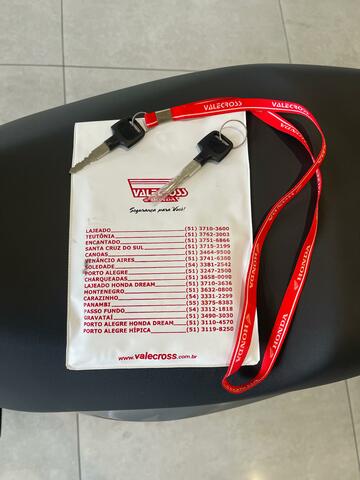 VALECROSS
VALECROSS
HONDA
Segurança para Você!
LAJEADO (51) 3710-3600
TEUTÔNIA (51) 3762-3003
ENCANTADO (51) 3751-6866
SANTA CRUZ DO SUL (51) 3715-2195
CANOAS (51) 3464-9500
VENÂNCIO AIRES (51) 3741-6366
SOLEDADE (54) 3381-2542
PORTO ALEGRE (51) 3247-2500
CHARQUEADAS (51) 3658-0000
LAJEADO HONDA DREAM (51) 3710-3636
MONTENEGRO (51) 3632-0800
CARAZINHO (54) 3331-2299
PANAMBI (55) 3375-8383
PASSO FUNDO (54) 3312-1818
GRAVATAÍ (51) 3490-3030
PORTO ALEGRE HONDA DREAM (51) 3110-4570
PORTO ALEGRE HÍPICA (51) 3119-8250
www.valecross.com.br
HONDA
HONDA
VALECROSS